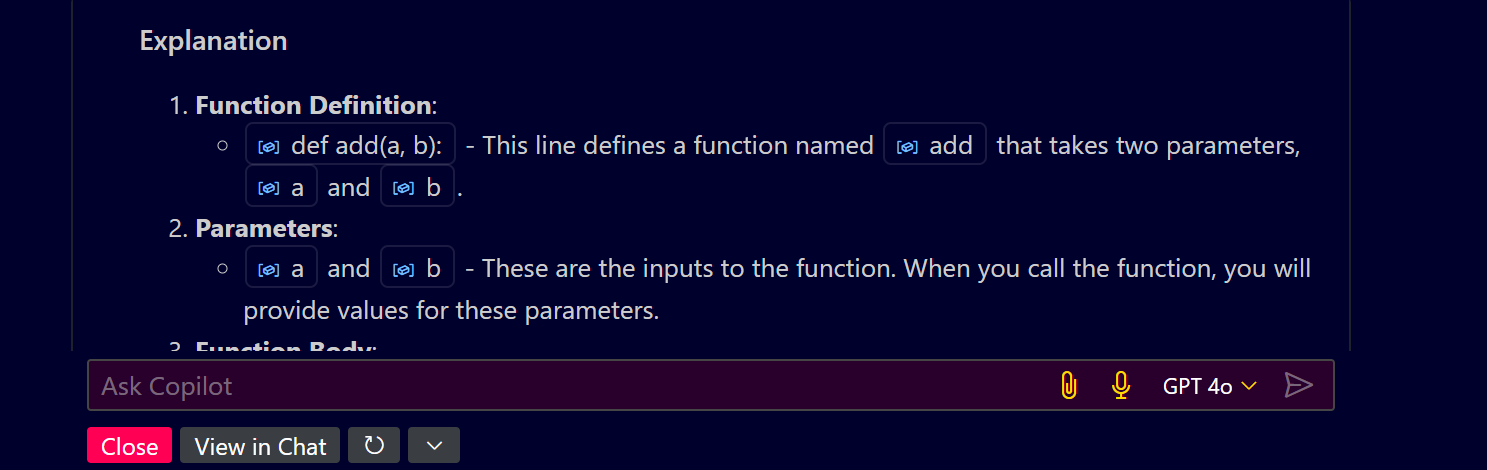 Explanation
1. Function Definition:
def add(a, b): - This line defines a function named add that takes two parameters,
a and b.
2. Parameters:
a and b - These are the inputs to the function. When you call the function, you will
provide values for these parameters.
3. Function Body:
Ask Copilot GPT 4o
Close View in Chat